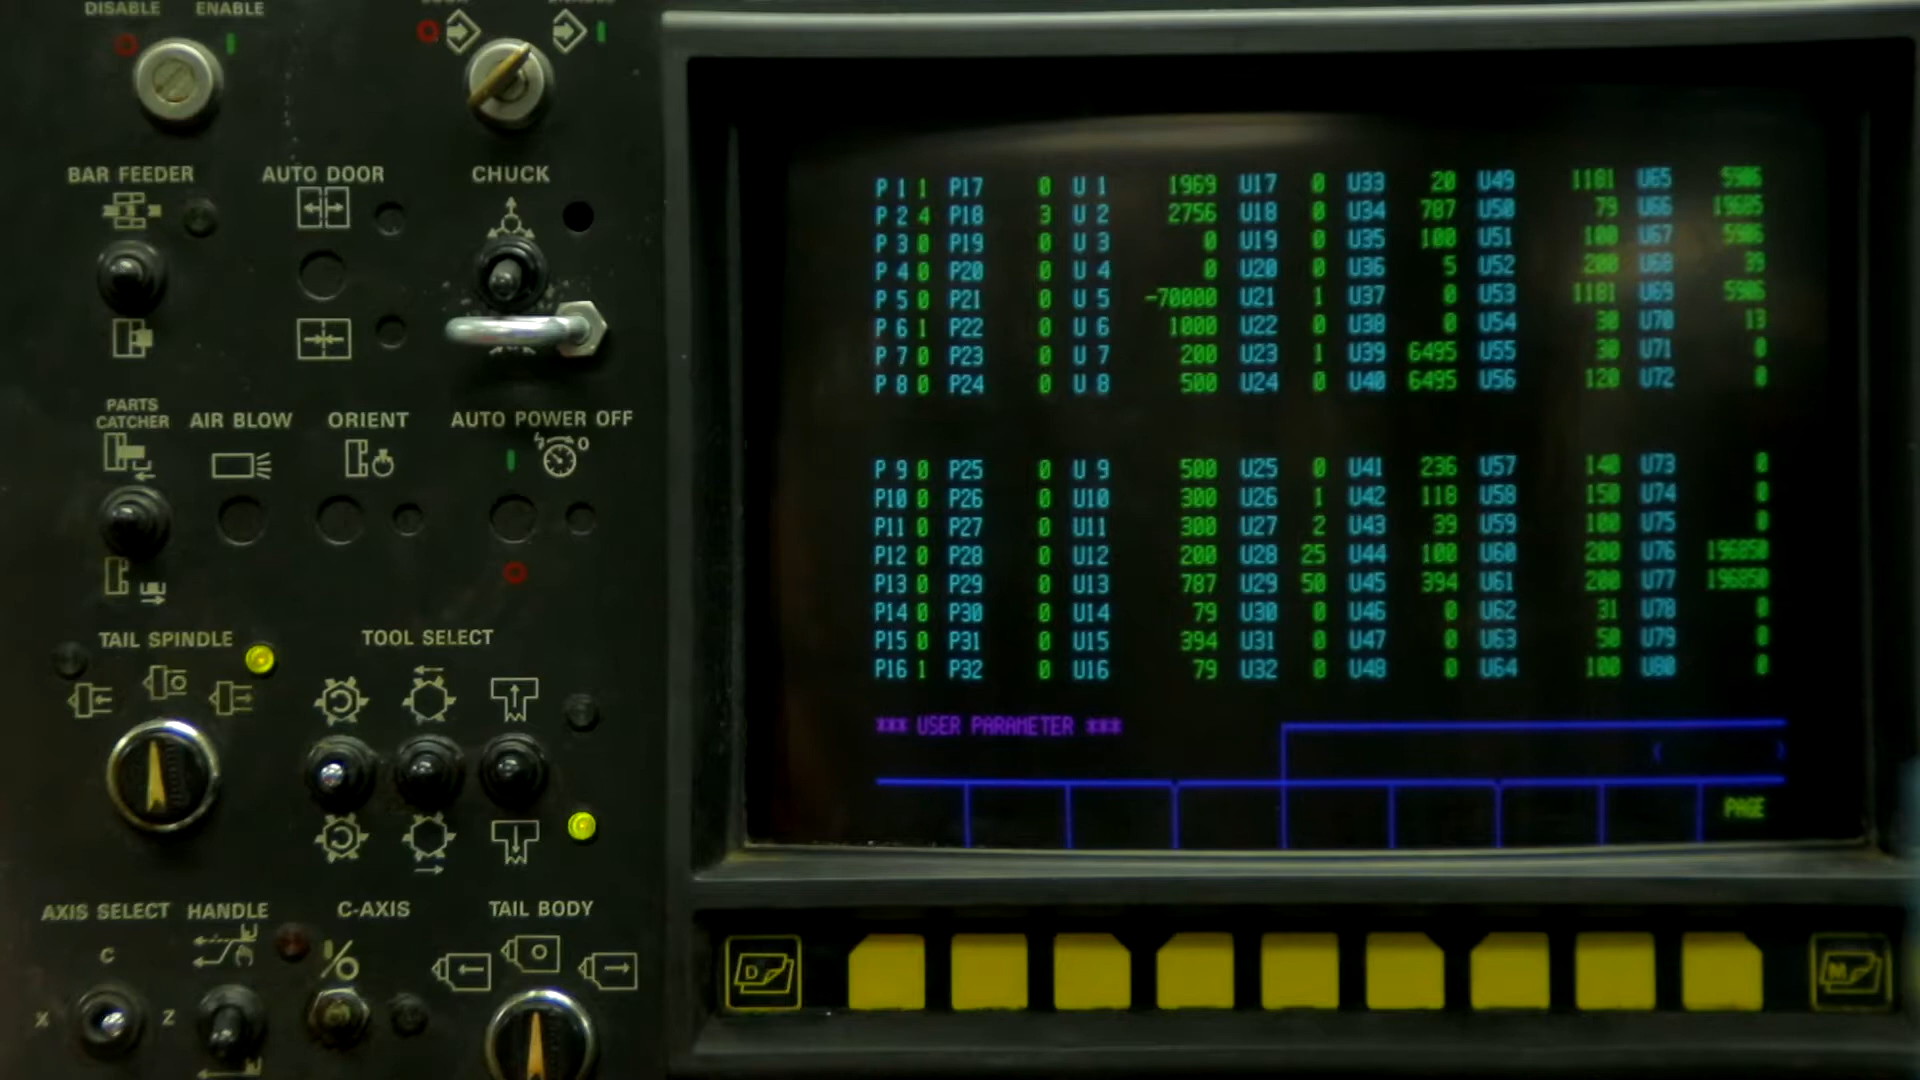 DISABLE ENABLE
BAR FEEDER AUTO DOOR CHUCK
PARTS CATCHER AIR BLOW ORIENT AUTO POWER OFF
TAIL SPINDLE TOOL SELECT
AXIS SELECT HANDLE C-AXIS TAIL BODY
C
X Z
P 1 1 P17 0 U 1 1969 U17 0 U33 20 U49 1181 U65 5906
P 2 4 P18 3 U 2 2756 U18 0 U34 787 U50 79 U66 19685
P 3 0 P19 0 U 3 0 U19 0 U35 100 U51 100 U67 5906
P 4 0 P20 0 U 4 0 U20 0 U36 5 U52 200 U68 39
P 5 0 P21 0 U 5 -70000 U21 1 U37 0 U53 1181 U69 5906
P 6 1 P22 0 U 6 1000 U22 0 U38 0 U54 30 U70 13
P 7 0 P23 0 U 7 200 U23 1 U39 6495 U55 30 U71 0
P 8 0 P24 0 U 8 500 U24 0 U40 6495 U56 120 U72 0
P 9 0 P25 0 U 9 500 U25 0 U41 236 U57 140 U73 0
P10 0 P26 0 U10 300 U26 1 U42 118 U58 150 U74 0
P11 0 P27 0 U11 300 U27 2 U43 39 U59 100 U75 0
P12 0 P28 0 U12 200 U28 25 U44 100 U60 200 U76 196850
P13 0 P29 0 U13 787 U29 50 U45 394 U61 200 U77 196850
P14 0 P30 0 U14 79 U30 0 U46 0 U62 31 U78 0
P15 0 P31 0 U15 394 U31 0 U47 0 U63 50 U79 0
P16 1 P32 0 U16 79 U32 0 U48 0 U64 100 U80 0
*** USER PARAMETER ***
PAGE
D M